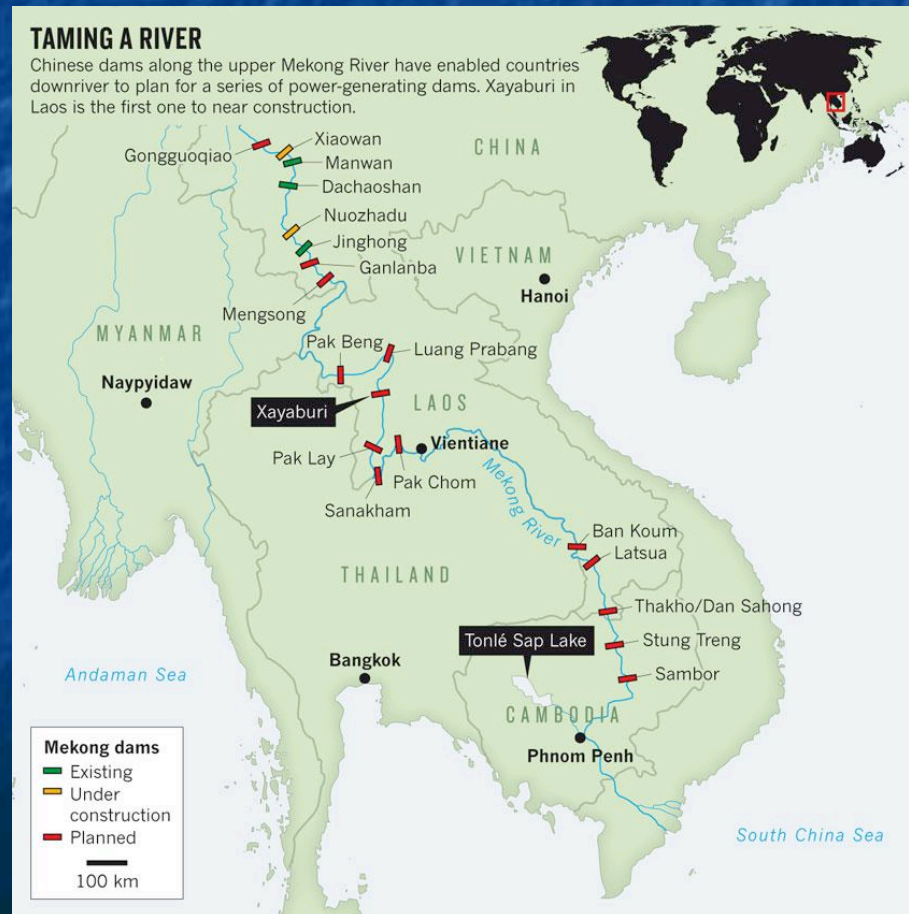 TAMING A RIVER
Chinese dams along the upper Mekong River have enabled countries
downriver to plan for a series of power-generating dams. Xayaburi in
Laos is the first one to near construction.
Gongguoqiao
Xiaowan
Manwan
CHINA
Dachaoshan
Nuozhadu
Jinghong
Ganlanba
VIETNAM
Hanoi
Mengsong
MYANMAR
Pak Beng
Luang Prabang
Naypyidaw
Xayaburi
LAOS
Pak Lay
Vientiane
Pak Chom
Sanakham
Mekong River
Ban Koum
Latsua
THAILAND
Thakho/Dan Sahong
Tonlé Sap Lake
Stung Treng
Bangkok
Andaman Sea
Sambor
CAMBODIA
Phnom Penh
Mekong dams
Existing
Under
construction
Planned
100 km
South China Sea